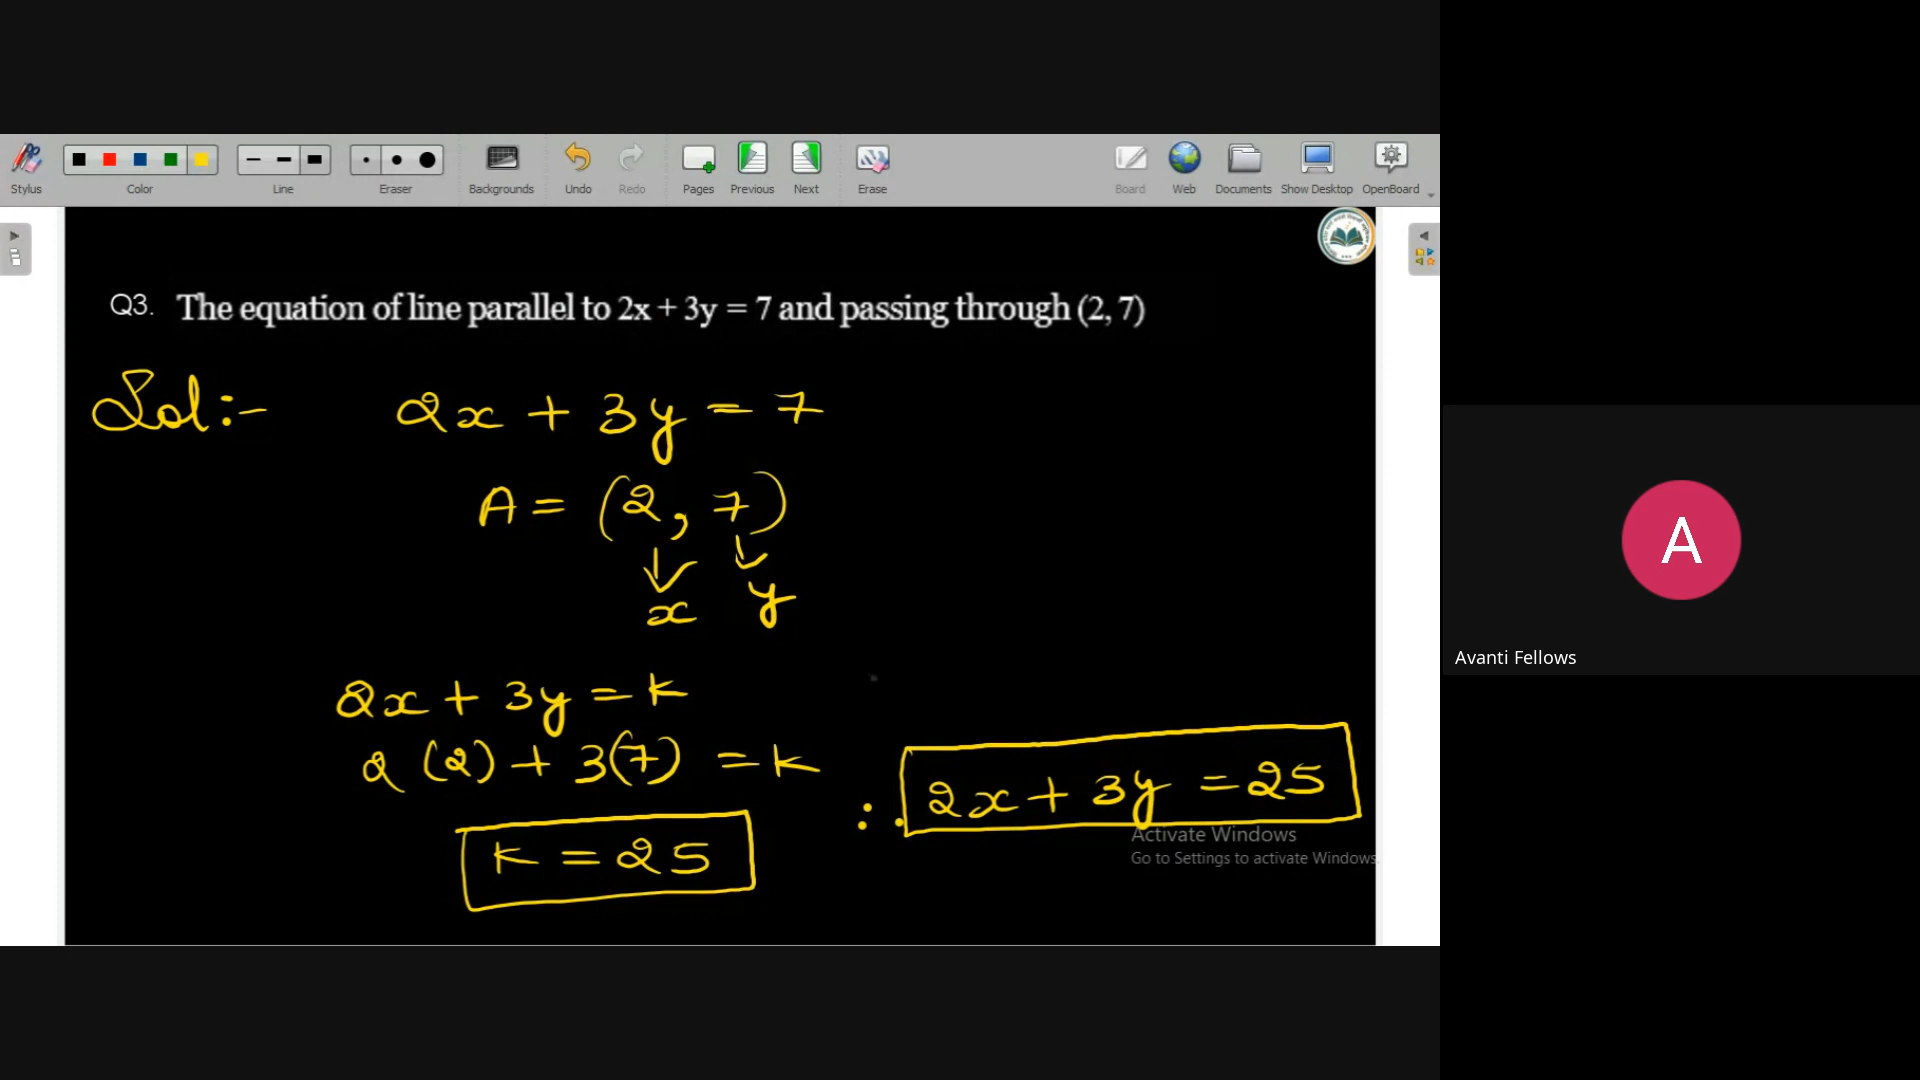 Stylus Color Line Eraser Backgrounds Undo Redo Pages Previous Next Erase Board Web Documents Show Desktop OpenBoard
Q3. The equation of line parallel to 2x + 3y = 7 and passing through (2, 7)
Sol:- 2x + 3y = 7
A = (2, 7)
x y
2x + 3y = k
2 (2) + 3(7) = k
k = 25
∴ 2x + 3y = 25
Activate Windows
Go to Settings to activate Windows.
A
Avanti Fellows